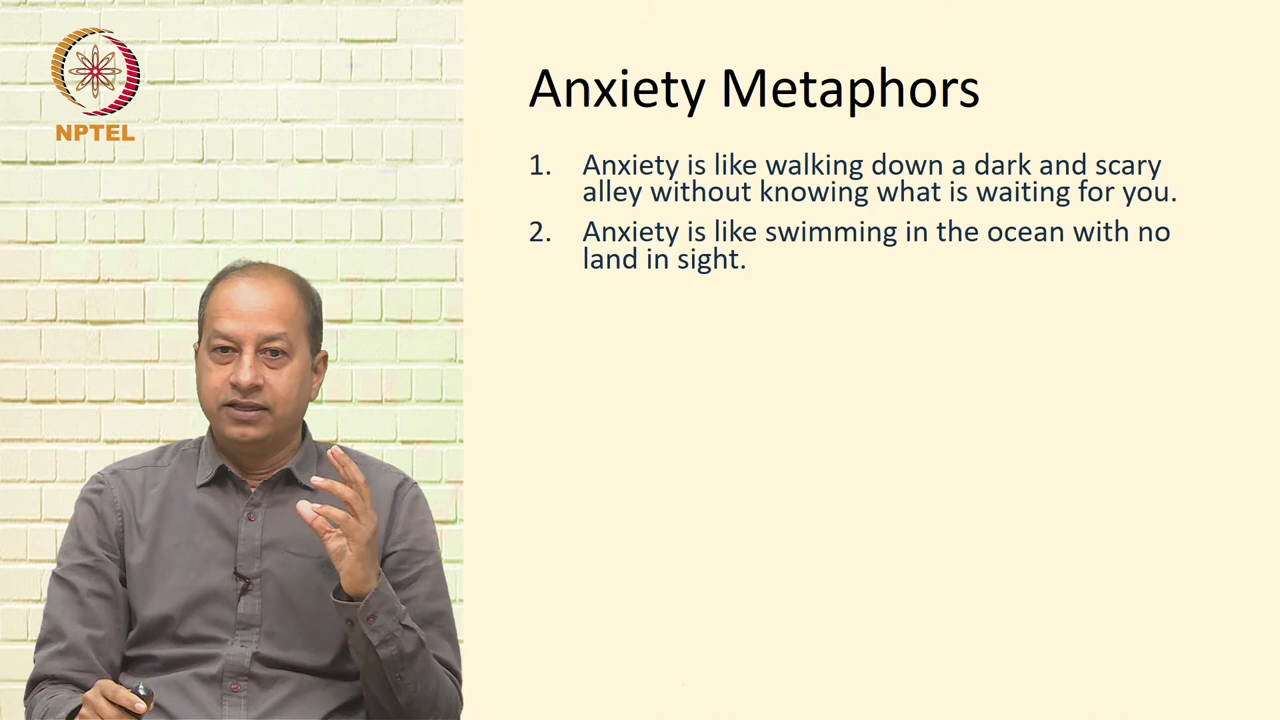 NPTEL
Anxiety Metaphors
1. Anxiety is like walking down a dark and scary
alley without knowing what is waiting for you.
2. Anxiety is like swimming in the ocean with no
land in sight.